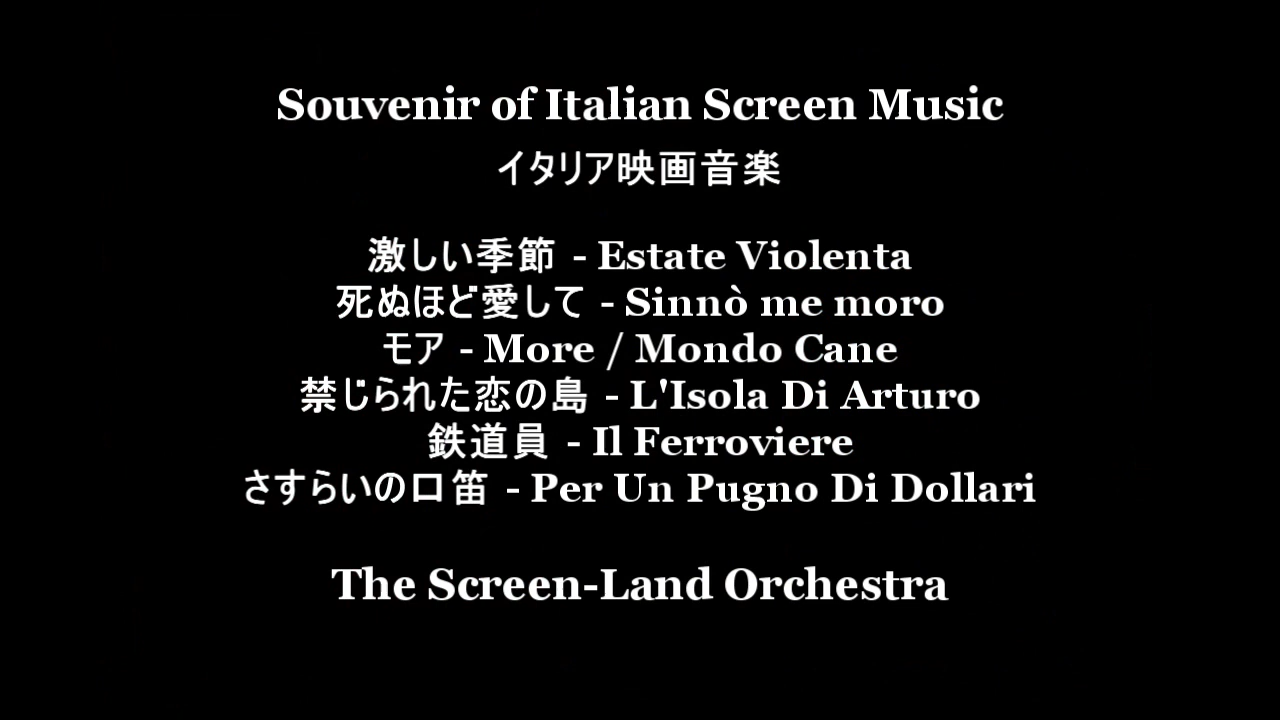 Souvenir of Italian Screen Music
イタリア映画音楽
激しい季節 - Estate Violenta
死ぬほど愛して - Sinnò me moro
モア - More / Mondo Cane
禁じられた恋の島 - L'Isola Di Arturo
鉄道員 - Il Ferroviere
さすらいの口笛 - Per Un Pugno Di Dollari
The Screen-Land Orchestra